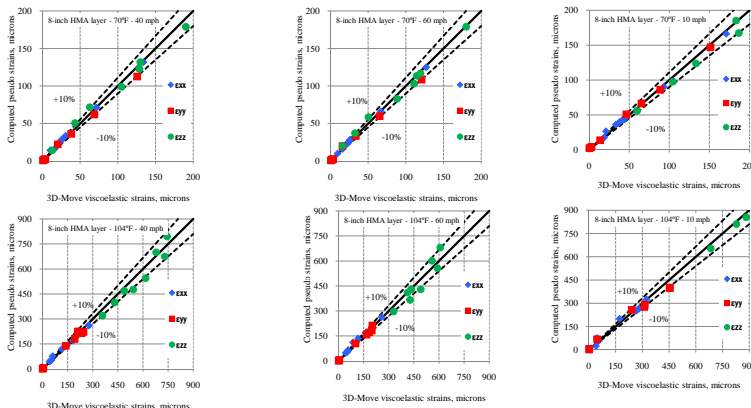 8-inch HMA layer - 70°F - 40 mph
Computed pseudo strains, microns
200
150
100
50
0
+10%
-10%
εxx
εyy
εzz
0 50 100 150 200
3D-Move viscoelastic strains, microns
8-inch HMA layer - 70°F - 60 mph
Computed pseudo strains, microns
200
150
100
50
0
+10%
-10%
εxx
εyy
εzz
0 50 100 150 200
3D-Move viscoelastic strains, microns
8-inch HMA layer - 70°F - 10 mph
Computed pseudo strains, microns
200
150
100
50
0
+10%
-10%
εxx
εyy
εzz
0 50 100 150 200
3D-Move viscoelastic strains, microns
8-inch HMA layer - 104°F - 40 mph
Computed pseudo strains, microns
900
750
600
450
300
150
0
+10%
-10%
εxx
εyy
εzz
0 150 300 450 600 750 900
3D-Move viscoelastic strains, microns
8-inch HMA layer - 104°F - 60 mph
Computed pseudo strains, microns
900
750
600
450
300
150
0
+10%
-10%
εxx
εyy
εzz
0 150 300 450 600 750 900
3D-Move viscoelastic strains, microns
8-inch HMA layer - 104°F - 10 mph
Computed pseudo strains, microns
900
750
600
450
300
150
0
+10%
-10%
εxx
εyy
εzz
0 150 300 450 600 750 900
3D-Move viscoelastic strains, microns